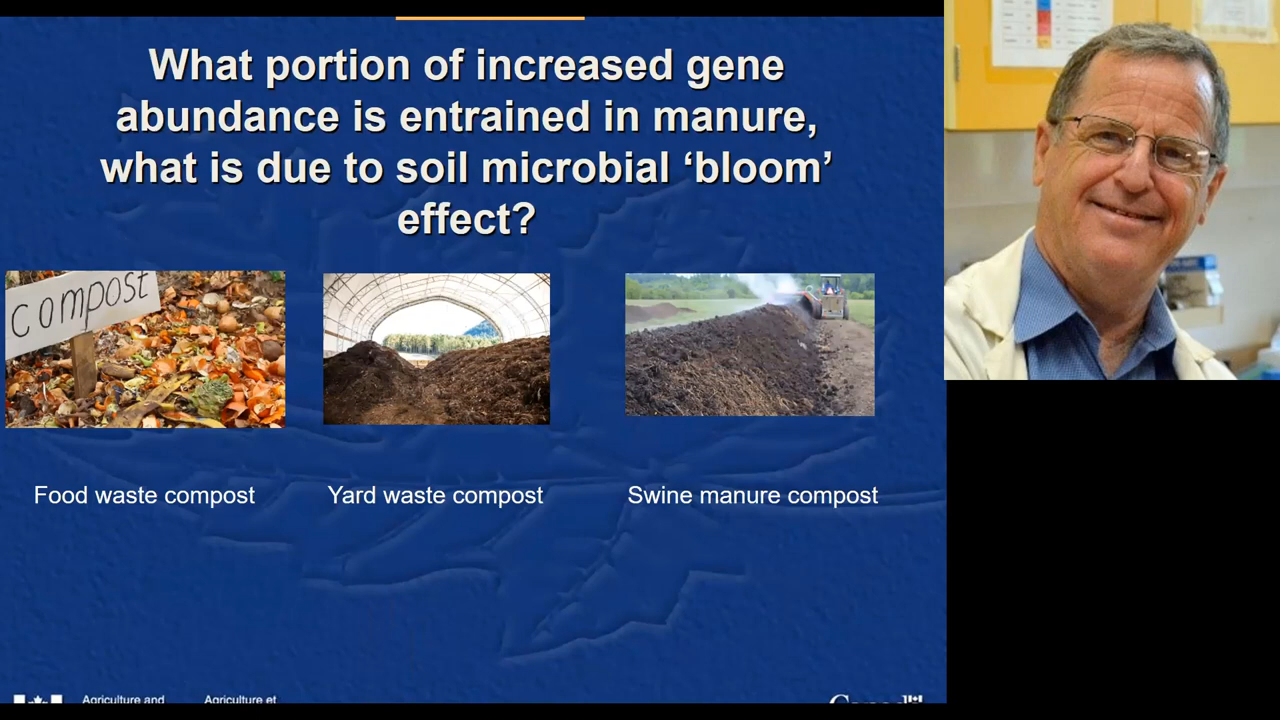 What portion of increased gene
abundance is entrained in manure,
what is due to soil microbial ‘bloom’
effect?
compost
Food waste compost
Yard waste compost
Swine manure compost
Agriculture and
Agriculture et